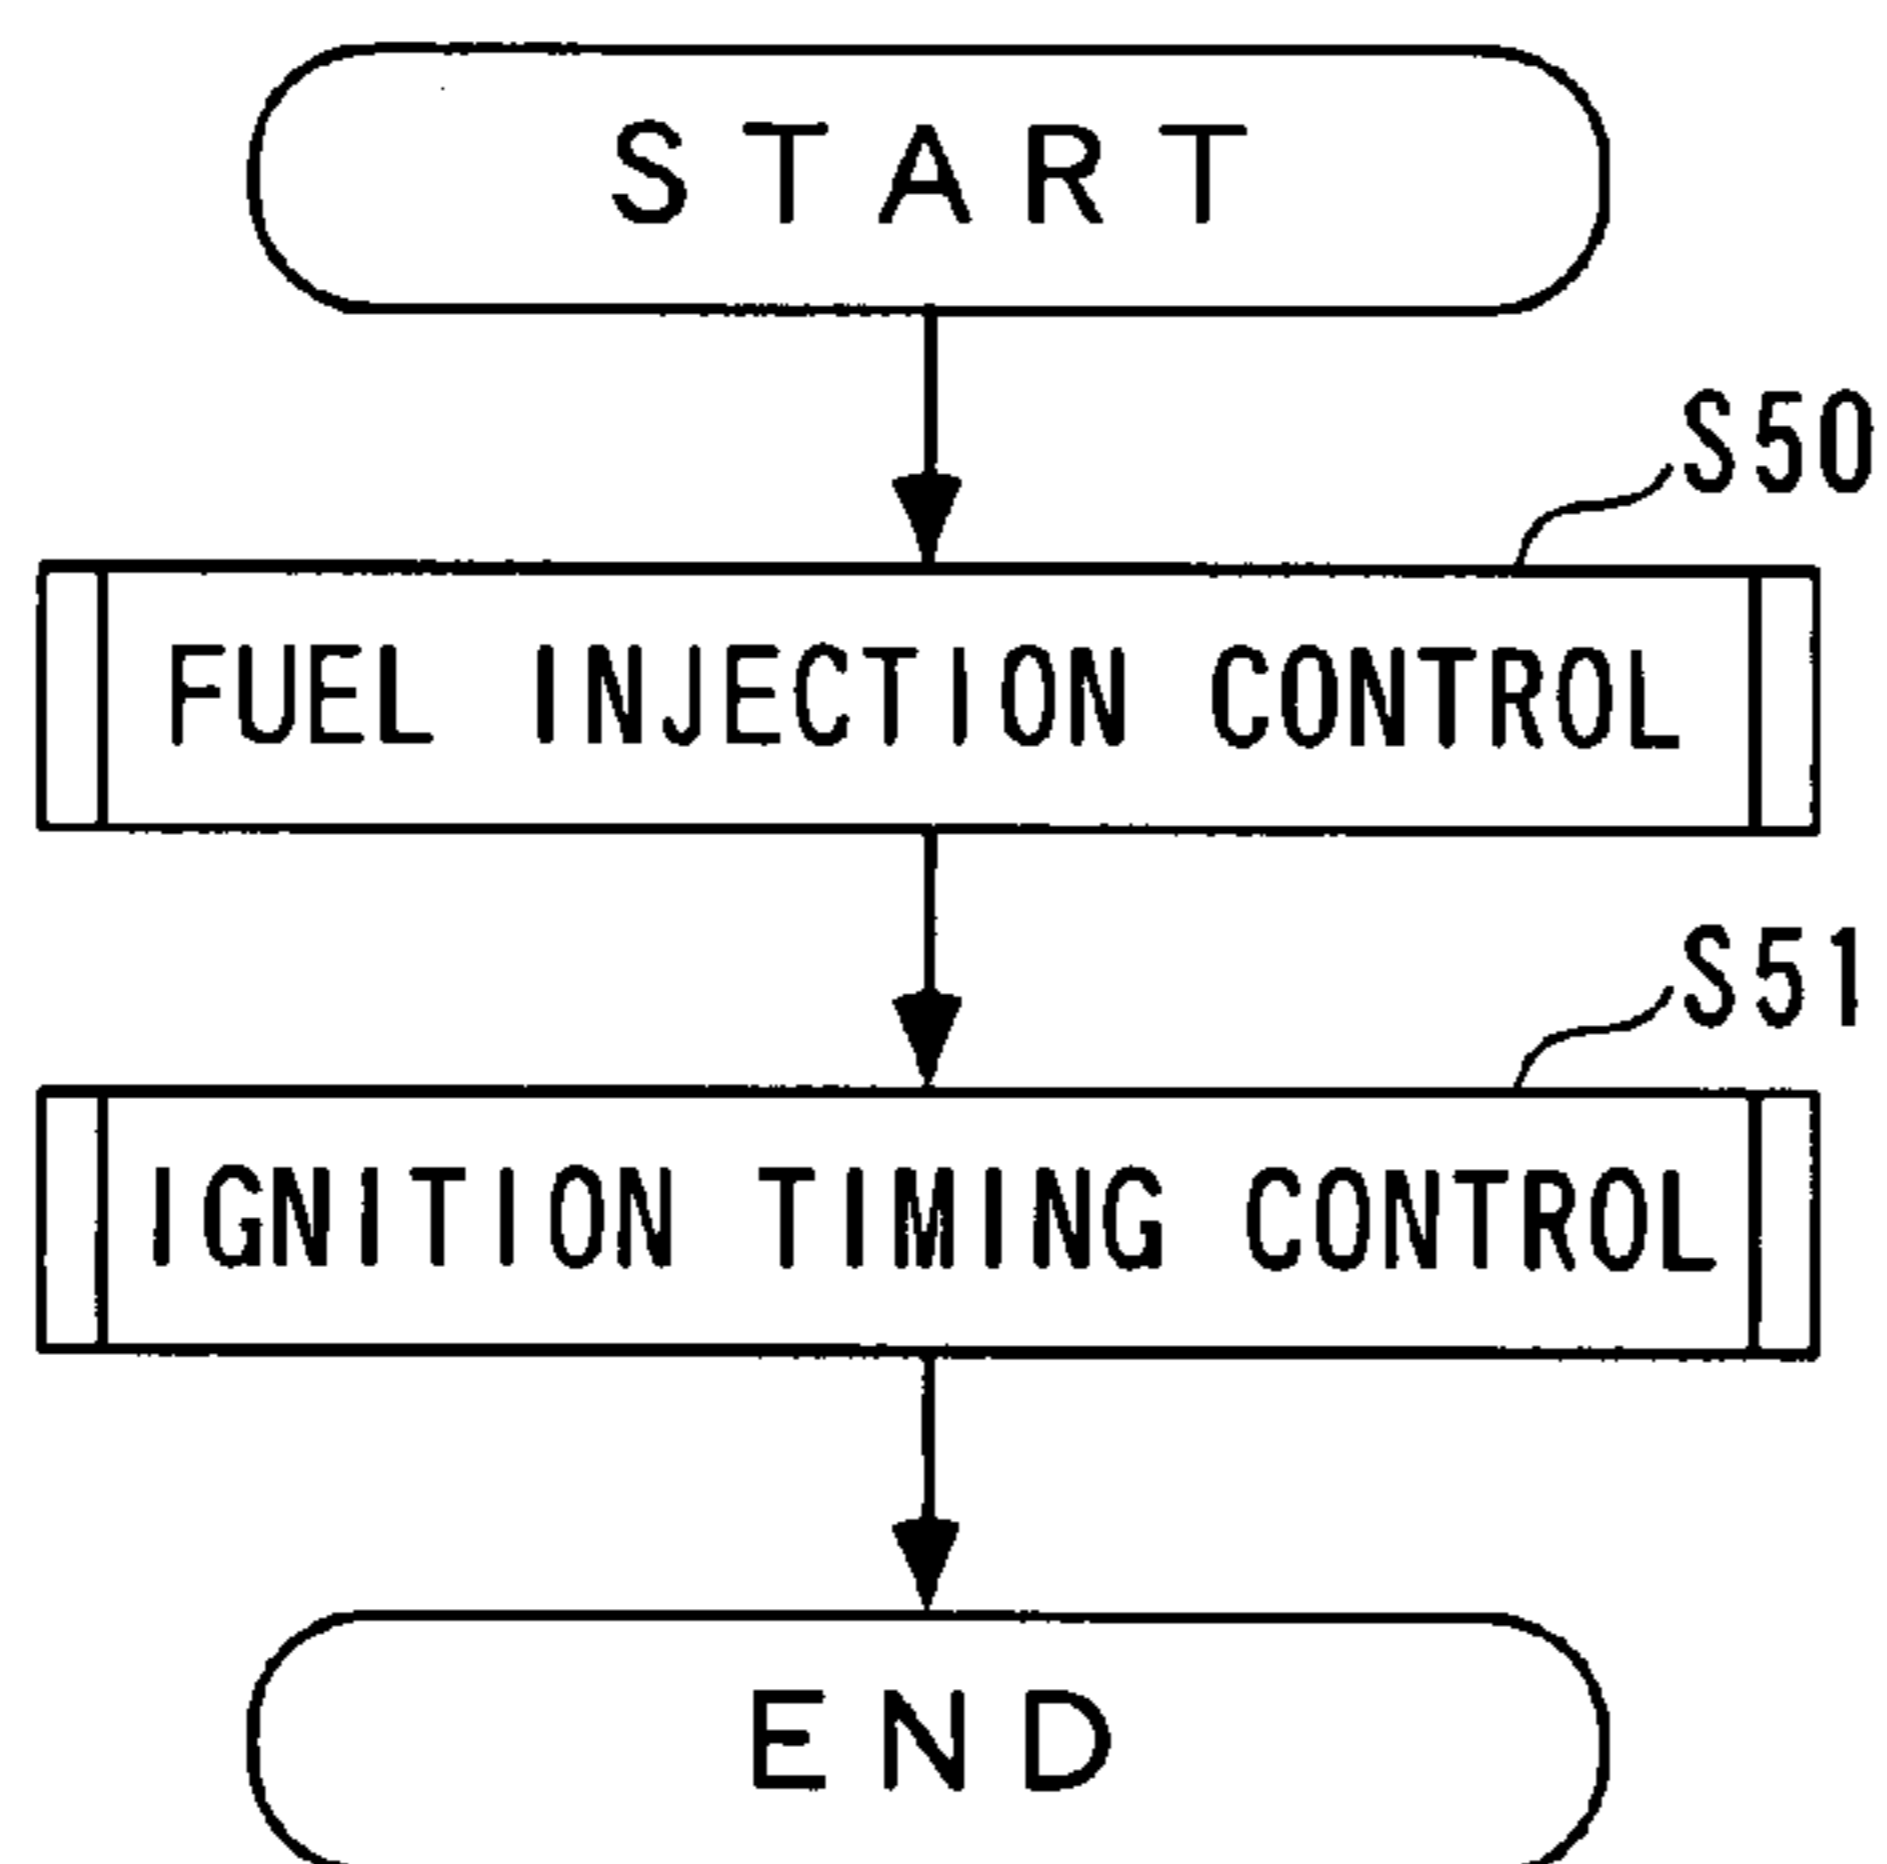 START
S50
FUEL INJECTION CONTROL
S51
IGNITION TIMING CONTROL
END